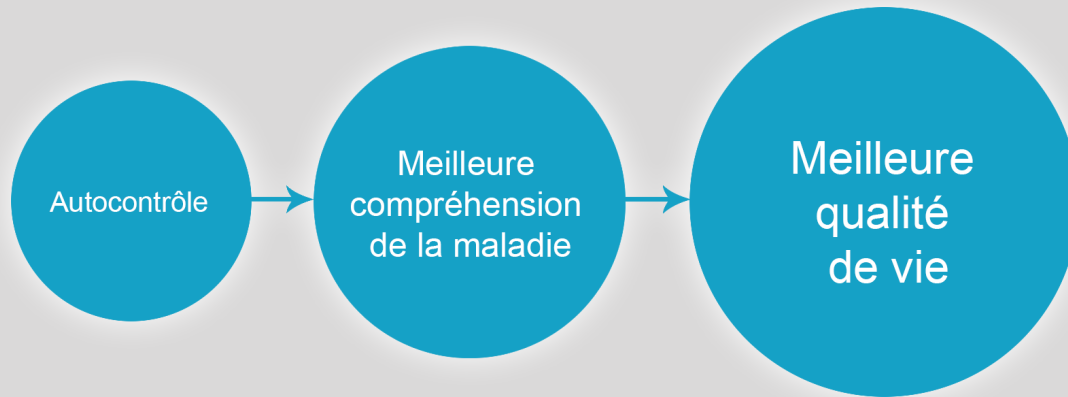 Autocontrôle
Meilleure
compréhension
de la maladie
Meilleure
qualité
de vie